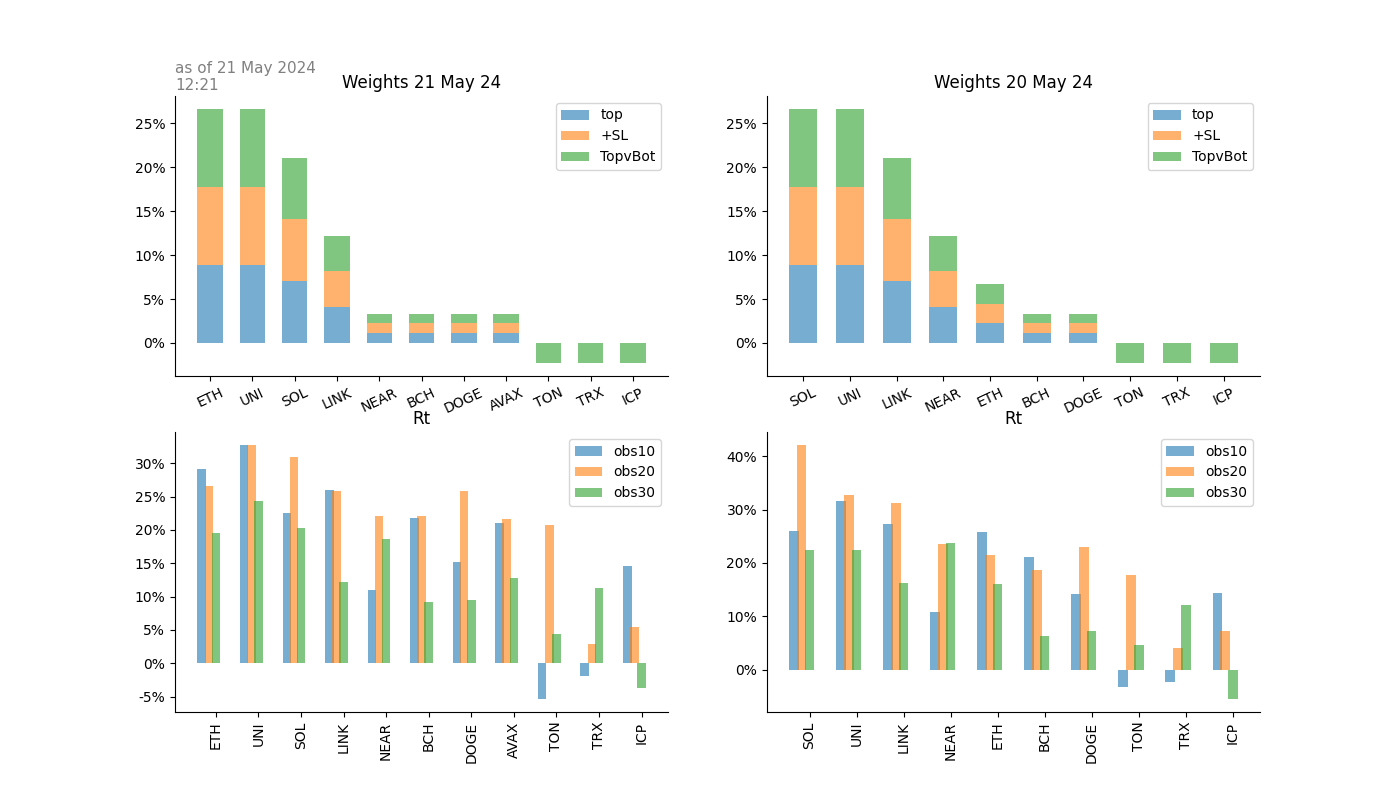 as of 21 May 2024
12:21
Weights 21 May 24
25%
20%
15%
10%
5%
0%
top
+SL
TopvBot
ETH UNI SOL LINK NEAR BCH DOGE AVAX TON TRX ICP
Weights 20 May 24
25%
20%
15%
10%
5%
0%
top
+SL
TopvBot
SOL UNI LINK NEAR ETH BCH DOGE TON TRX ICP
Rt
30%
25%
20%
15%
10%
5%
0%
-5%
obs10
obs20
obs30
ETH UNI SOL LINK NEAR BCH DOGE AVAX TON TRX ICP
Rt
40%
30%
20%
10%
0%
obs10
obs20
obs30
SOL UNI LINK NEAR ETH BCH DOGE TON TRX ICP